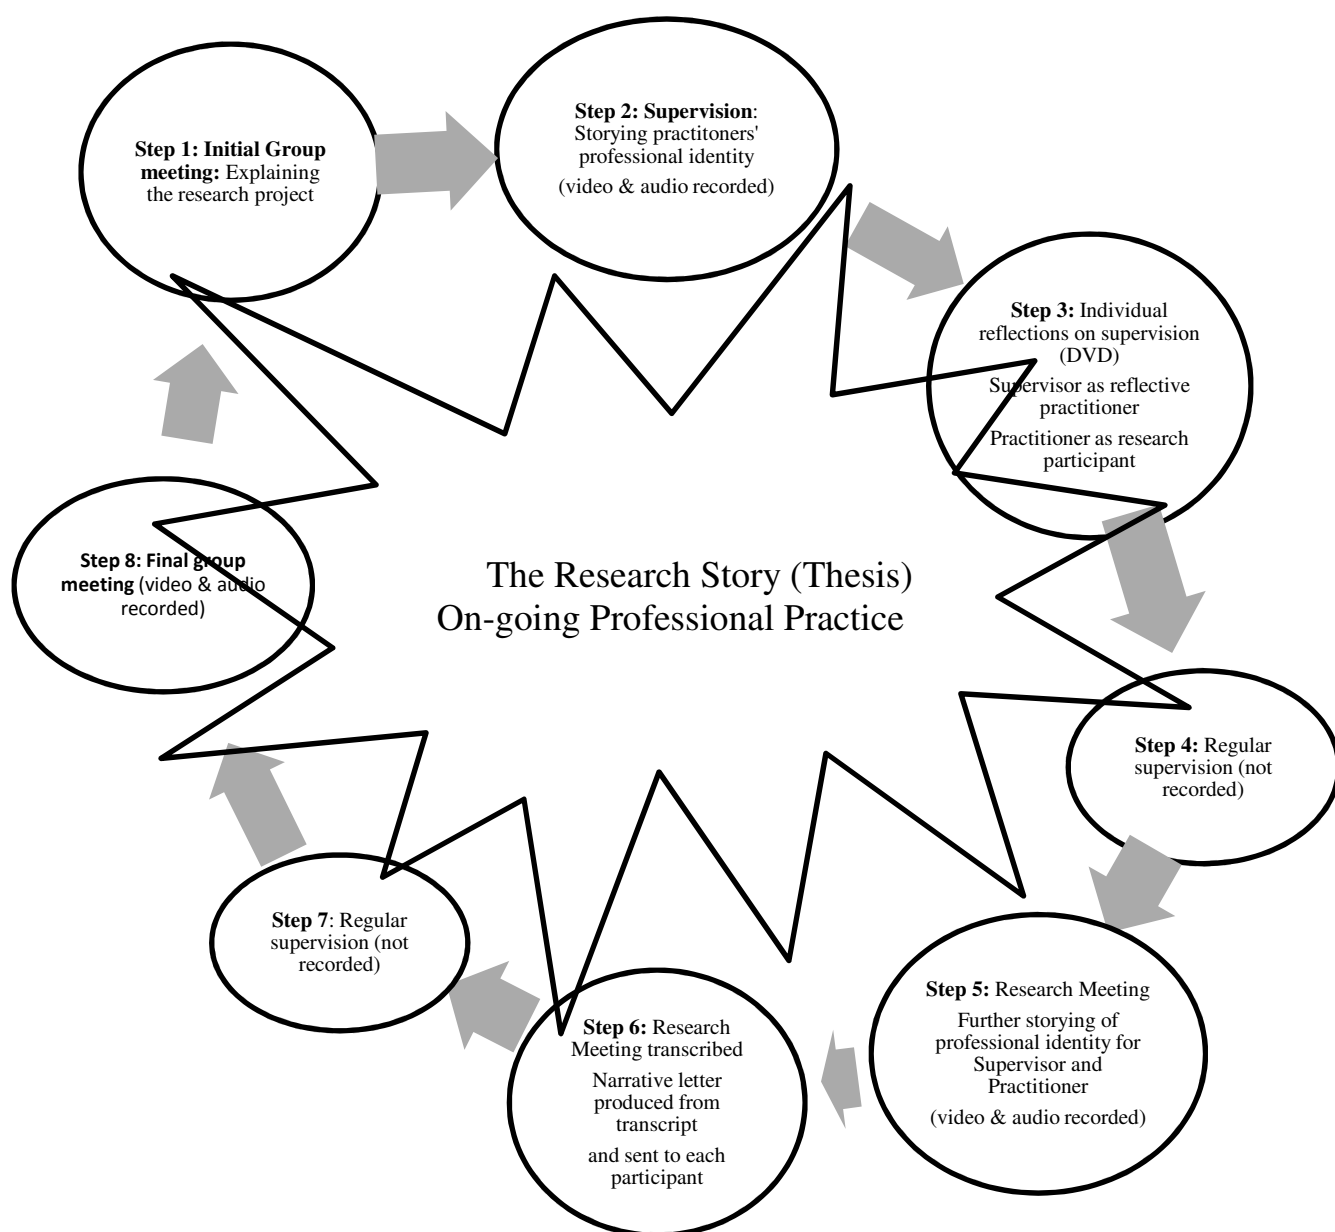 Step 1: Initial Group
meeting: Explaining
the research project
Step 2: Supervision:
Storying practitoners'
professional identity
(video & audio recorded)
Step 3: Individual
reflections on supervision
(DVD)
Supervisor as reflective
practitioner
Practitioner as research
participant
The Research Story (Thesis)
On-going Professional Practice
Step 4: Regular
supervision (not
recorded)
Step 5: Research Meeting
Further storying of
professional identity for
Supervisor and
Practitioner
(video & audio recorded)
Step 6: Research
Meeting transcribed
Narrative letter
produced from
transcript
and sent to each
participant
Step 7: Regular
supervision (not
recorded)
Step 8: Final group
meeting (video & audio
recorded)